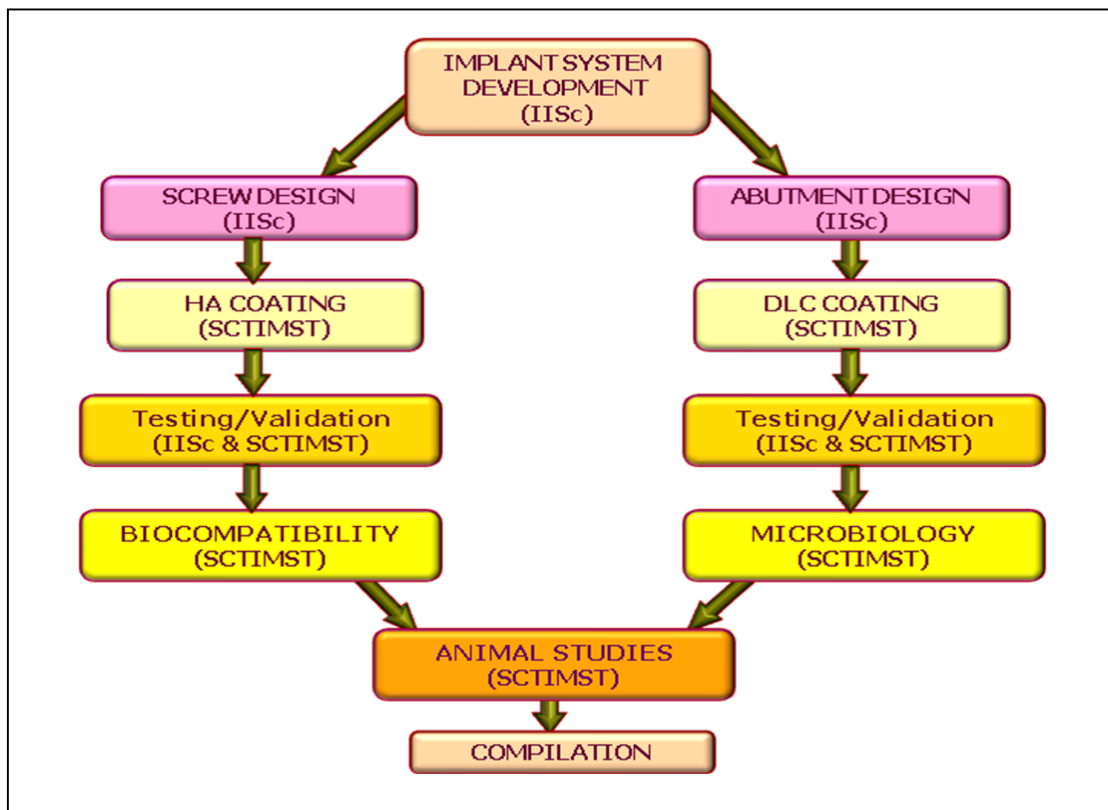 IMPLANT SYSTEM
DEVELOPMENT
(IISc)
SCREW DESIGN
(IISc)
ABUTMENT DESIGN
(IISc)
HA COATING
(SCTIMST)
DLC COATING
(SCTIMST)
Testing/Validation
(IISc & SCTIMST)
Testing/Validation
(IISc & SCTIMST)
BIOCOMPATIBILITY
(SCTIMST)
MICROBIOLOGY
(SCTIMST)
ANIMAL STUDIES
(SCTIMST)
COMPILATION